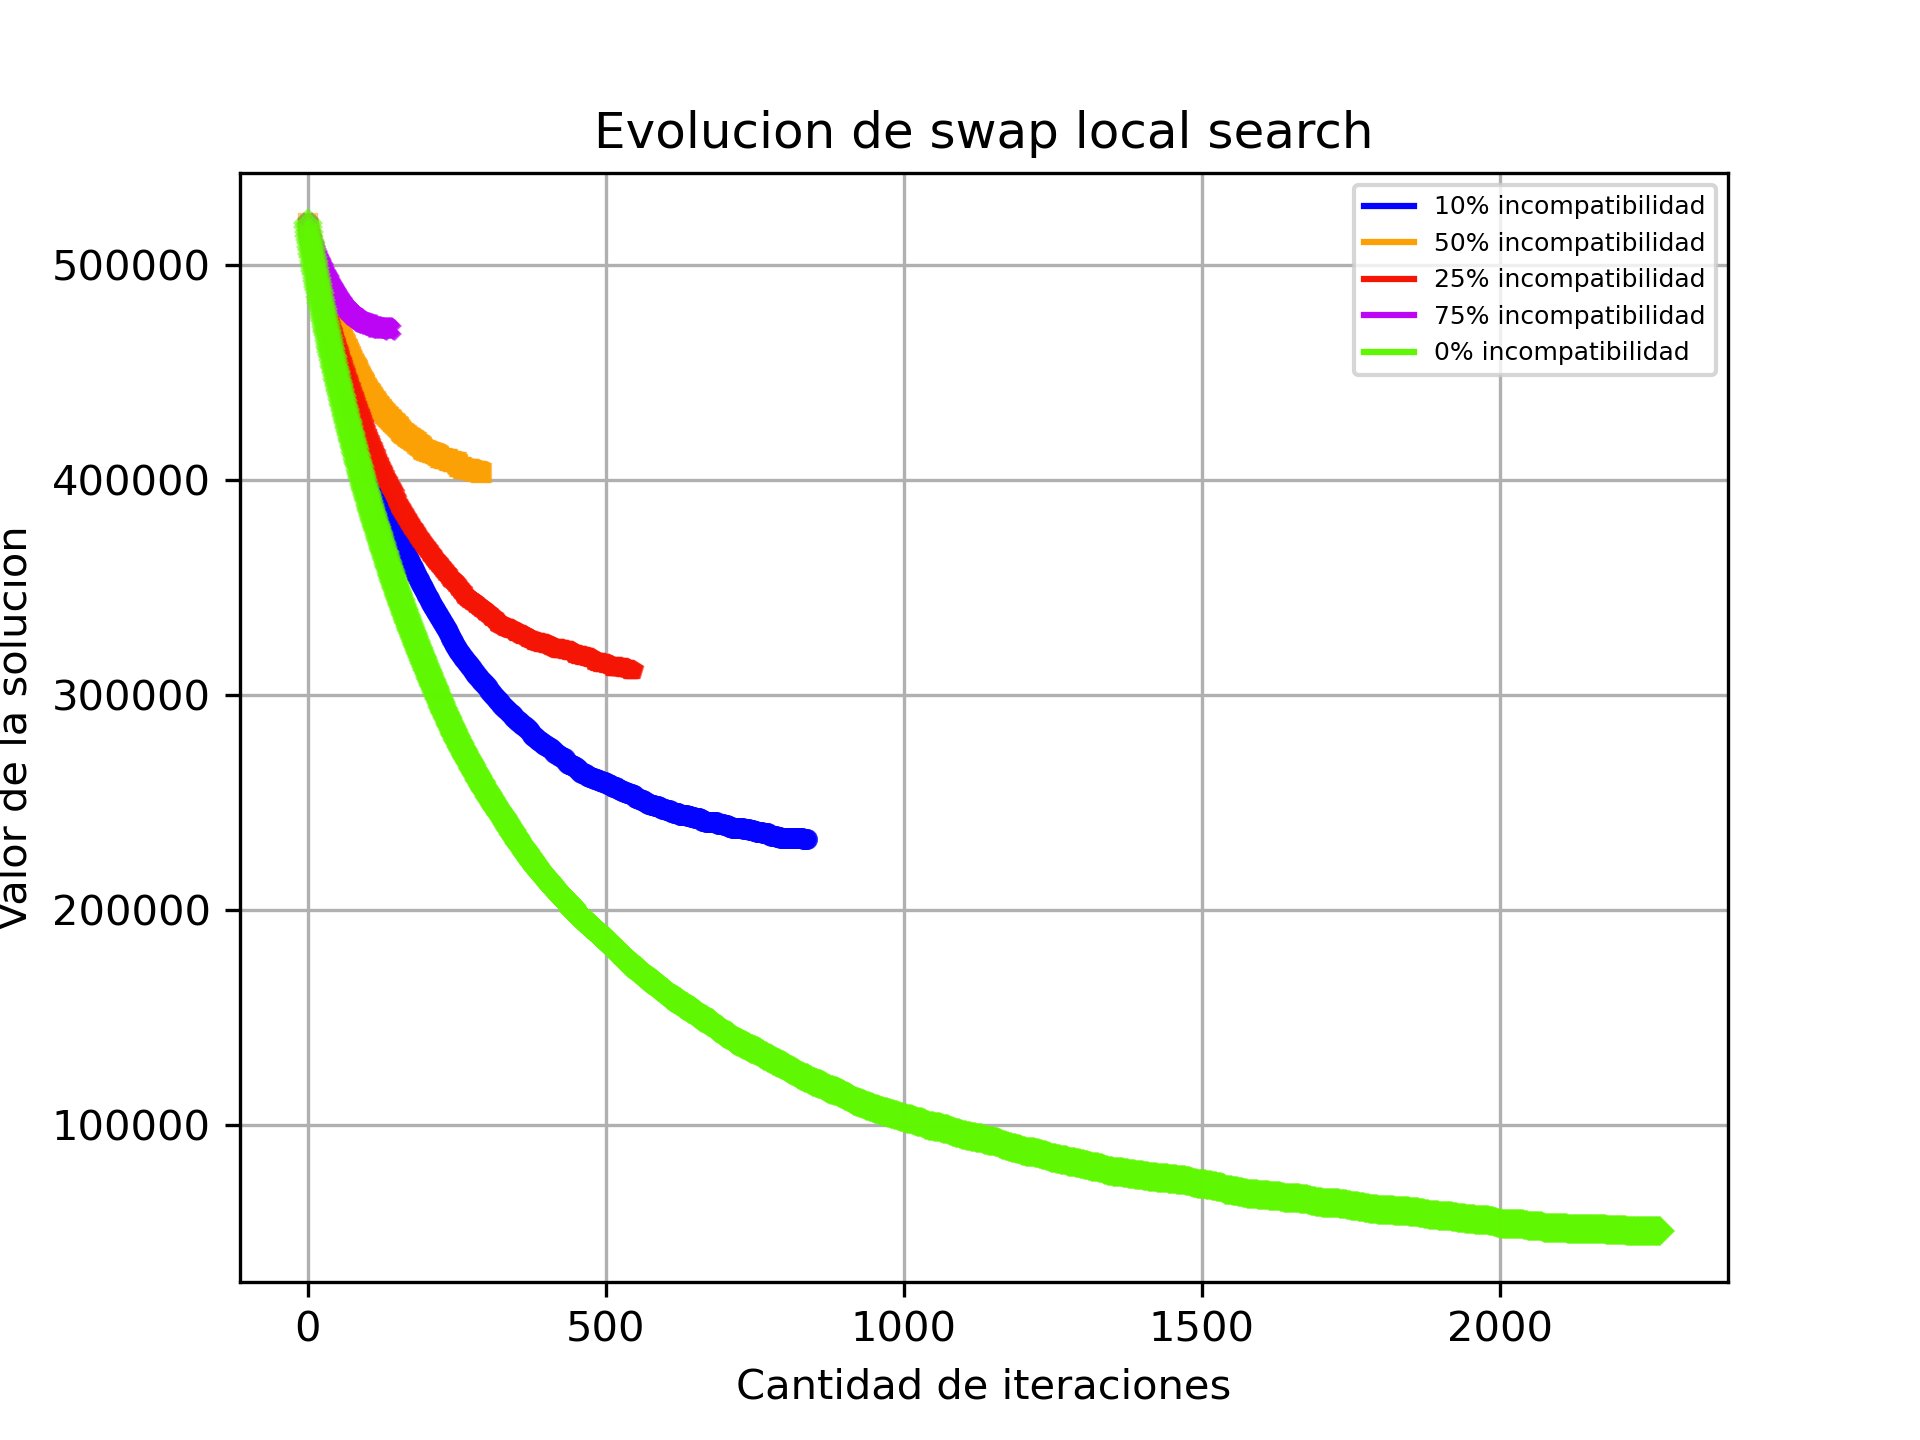 Evolucion de swap local search
10% incompatibilidad
50% incompatibilidad
25% incompatibilidad
75% incompatibilidad
0% incompatibilidad
500000
400000
300000
200000
100000
Valor de la solucion
0 500 1000 1500 2000
Cantidad de iteraciones